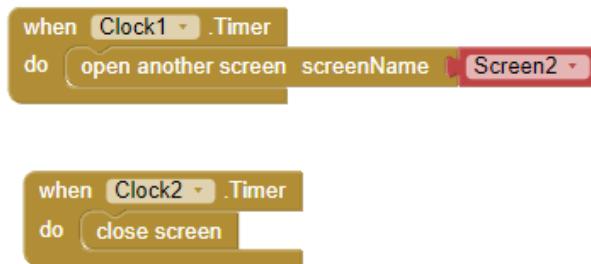 when Clock1 .Timer
do open another screen screenName Screen2
when Clock2 .Timer
do close screen